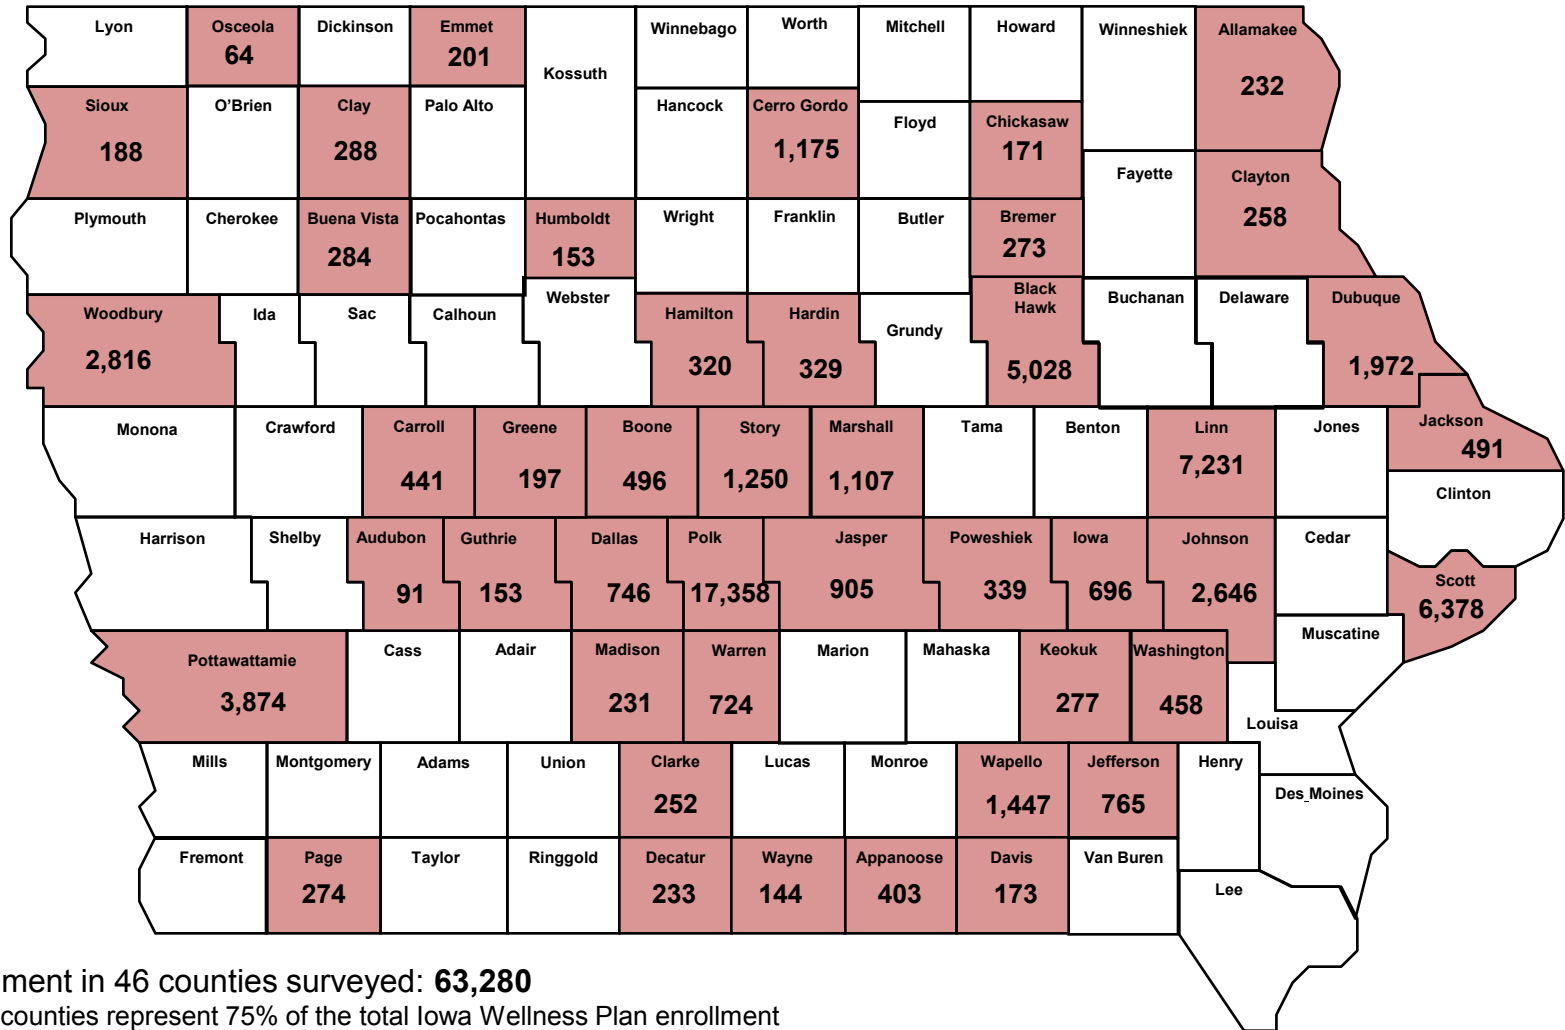 Lyon Osceola Dickinson Emmet Winnebago Worth Mitchell Howard Winneshiek Allamakee
64 201 Kossuth 232
Sioux O'Brien Clay Palo Alto Hancock Cerro Gordo Floyd Chickasaw
188 288 1,175 171
Fayette Clayton
Plymouth Cherokee Buena Vista Pocahontas Humboldt Wright Franklin Butler Bremer 258
284 153 273
Woodbury Ida Sac Calhoun Webster Hamilton Hardin Grundy Black Buchanan Delaware Dubuque
Hawk
2,816 320 329 5,028 1,972
Monona Crawford Carroll Greene Boone Story Marshall Tama Benton Linn Jones Jackson
441 197 496 1,250 1,107 7,231 491
Clinton
Harrison Shelby Audubon Guthrie Dallas Polk Jasper Poweshiek Iowa Johnson Cedar Scott
91 153 746 17,358 905 339 696 2,646 6,378
Pottawattamie Cass Adair Madison Warren Marion Mahaska Keokuk Washington Muscatine
3,874 231 724 277 458 Louisa
Mills Montgomery Adams Union Clarke Lucas Monroe Wapello Jefferson Henry Des Moines
252 1,447 765
Fremont Page Taylor Ringgold Decatur Wayne Appanoose Davis Van Buren Lee
274 233 144 403 173
ment in 46 counties surveyed: 63,280
counties represent 75% of the total Iowa Wellness Plan enrollment